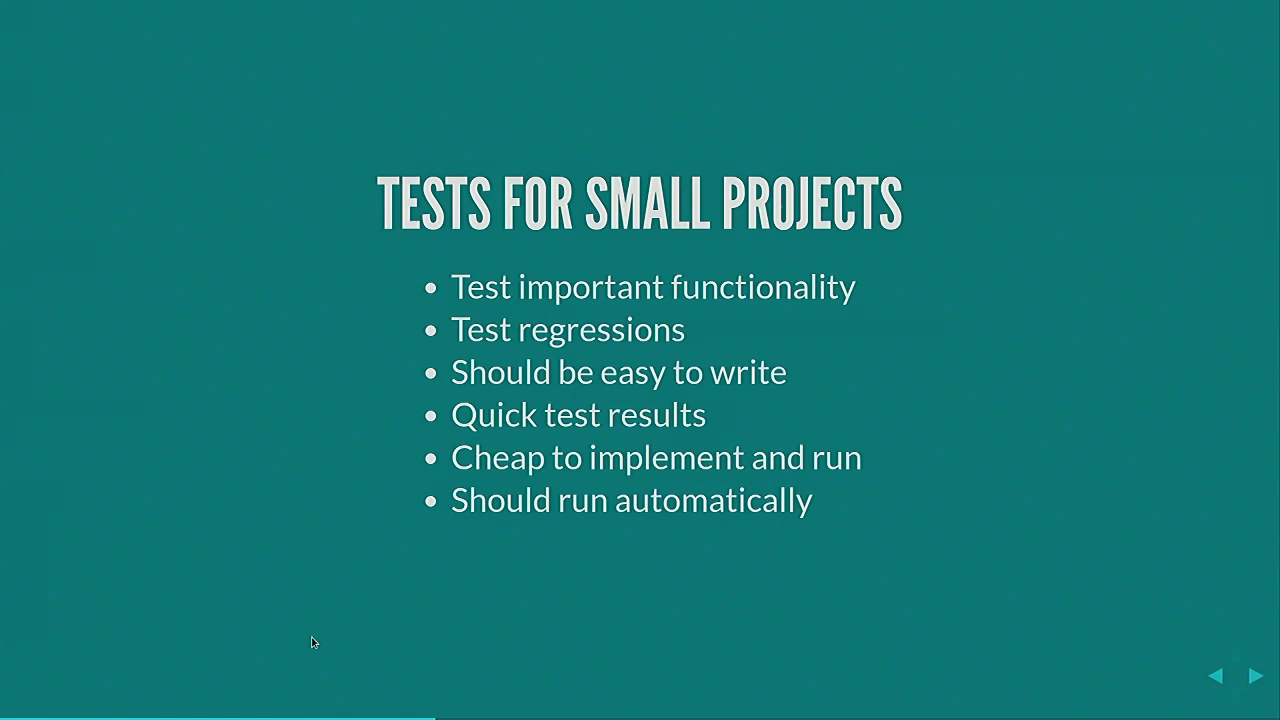 TESTS FOR SMALL PROJECTS
Test important functionality
Test regressions
Should be easy to write
Quick test results
Cheap to implement and run
Should run automatically